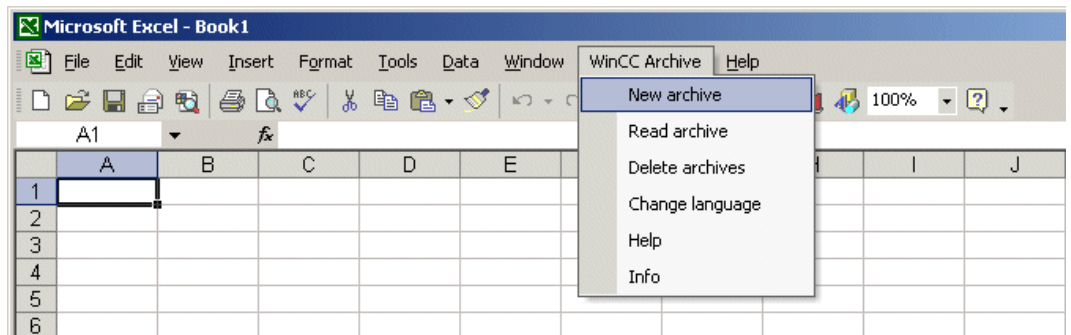 Microsoft Excel - Book1
File Edit View Insert Format Tools Data Window WinCC Archive Help
New archive
100%
A1 fx
Read archive
A B C D E H I J
Delete archives
1
Change language
2
Help
3
Info
4
5
6